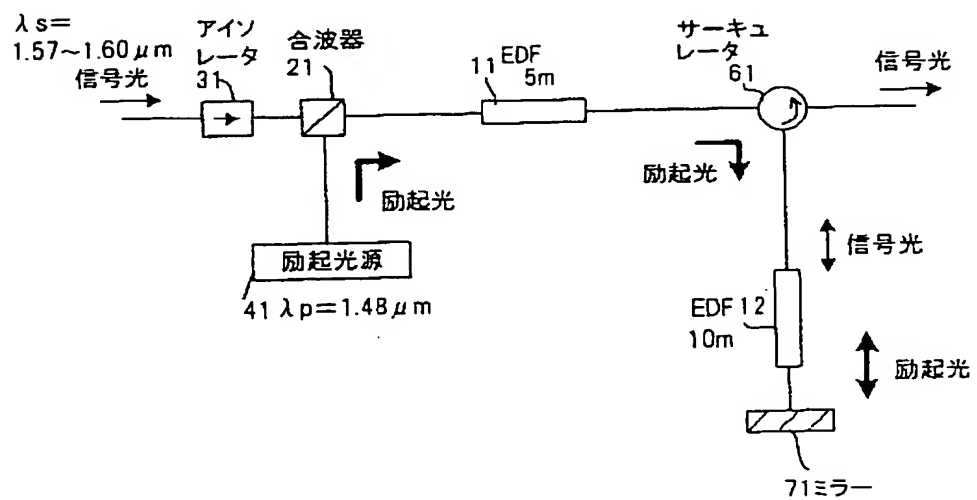 λs=
1.57~1.60μm
信号光
アイソ
レータ
31
合波器
21
11 EDF
5m
サーキュ
レータ
61
信号光
励起光
励起光
励起光源
41 λp=1.48μm
信号光
EDF 12
10m
励起光
71ミラー